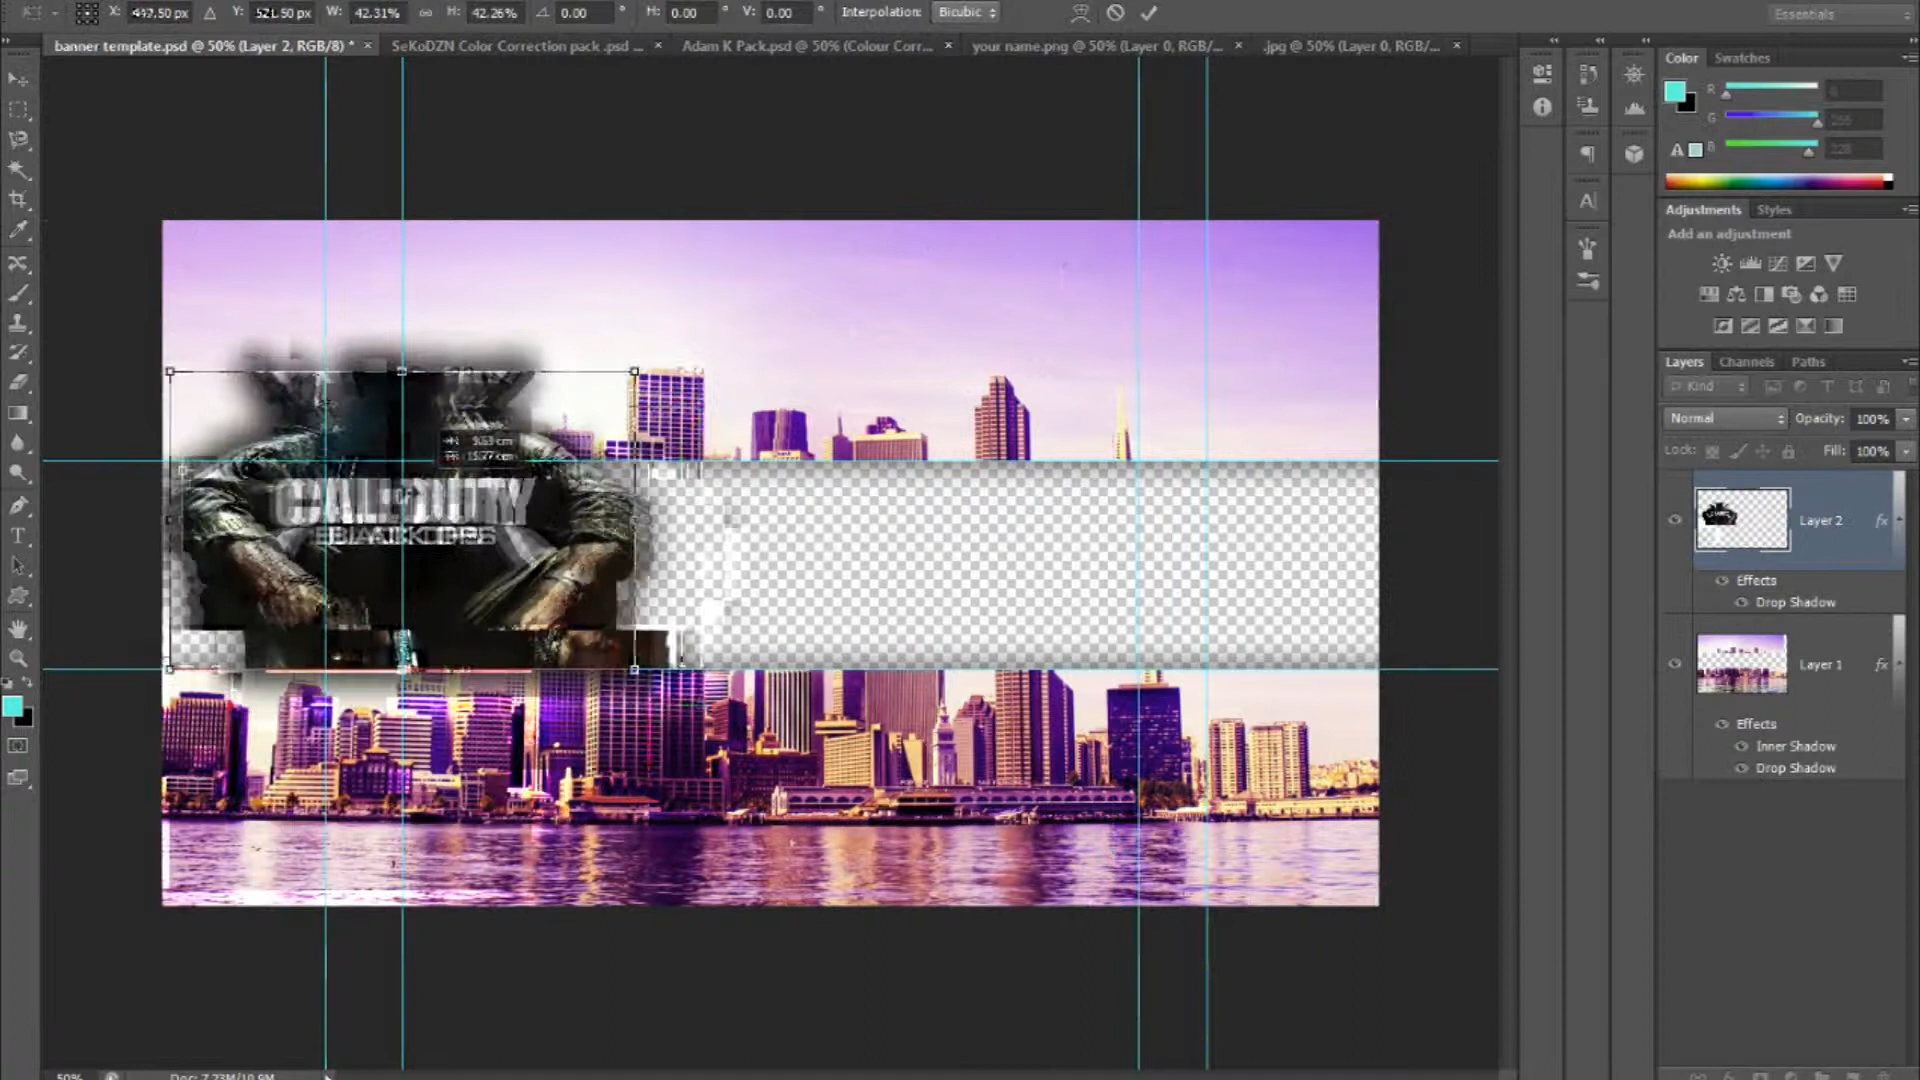 X: 447.50 px Y: 521.50 px W: 42.31% H: 42.26% 0.00 ° H: 0.00 ° V: 0.00 ° Interpolation: Bicubic
Essentials
banner template.psd @ 50% (Layer 2, RGB/8) * × SeKoDZN Color Correction pack .psd ... × Adam K Pack.psd @ 50% (Colour Corr... × your name.png @ 50% (Layer 0, RGB/... × .jpg @ 50% (Layer 0, RGB/... ×
Color Swatches
R
G 255
B 228
Adjustments Styles
Add an adjustment
Layers Channels Paths
Kind
Normal Opacity: 100%
Lock: Fill: 100%
Layer 2 fx
Effects
Drop Shadow
Layer 1 fx
Effects
Inner Shadow
Drop Shadow
CALL OF DUTY
BLACK OPS
50% Doc: 7.23M/10.9M